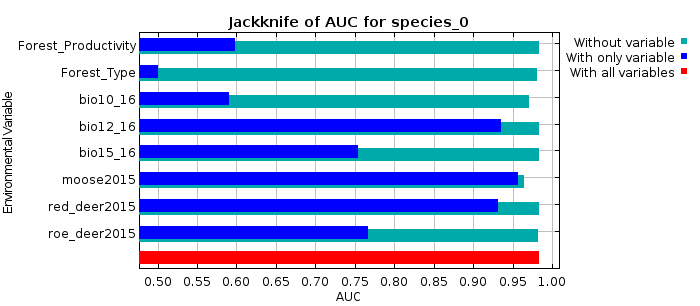 Jackknife of AUC for species_0
Without variable
With only variable
With all variables
Environmental Variable
Forest_Productivity
Forest_Type
bio10_16
bio12_16
bio15_16
moose2015
red_deer2015
roe_deer2015
0.50 0.55 0.60 0.65 0.70 0.75 0.80 0.85 0.90 0.95 1.00
AUC